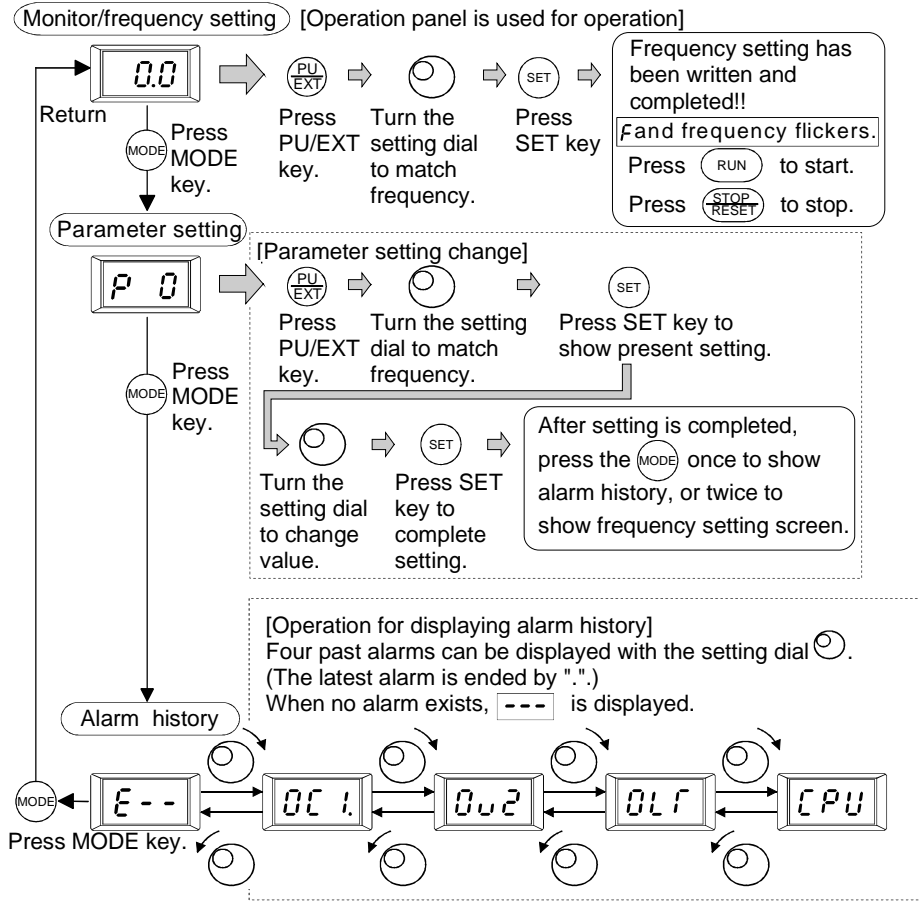 Monitor/frequency setting [Operation panel is used for operation]
0.0
Return
MODE
Press
MODE
key.
PU
EXT
Press
PU/EXT
key.
Turn the
setting dial
to match
frequency.
SET
Press
SET key
Frequency setting has
been written and
completed!!
F and frequency flickers.
Press RUN to start.
Press STOP
RESET to stop.
Parameter setting
P 0
MODE
Press
MODE
key.
[Parameter setting change]
PU
EXT
Press
PU/EXT
key.
Turn the setting
dial to match
frequency.
SET
Press SET key to
show present setting.
Turn the
setting dial
to change
value.
SET
Press SET
key to
complete
setting.
After setting is completed,
press the MODE once to show
alarm history, or twice to
show frequency setting screen.
[Operation for displaying alarm history]
Four past alarms can be displayed with the setting dial .
(The latest alarm is ended by ".".)
When no alarm exists, --- is displayed.
Alarm history
MODE
Press MODE key.
E--
OC1.
Ov2
OLT
CPU